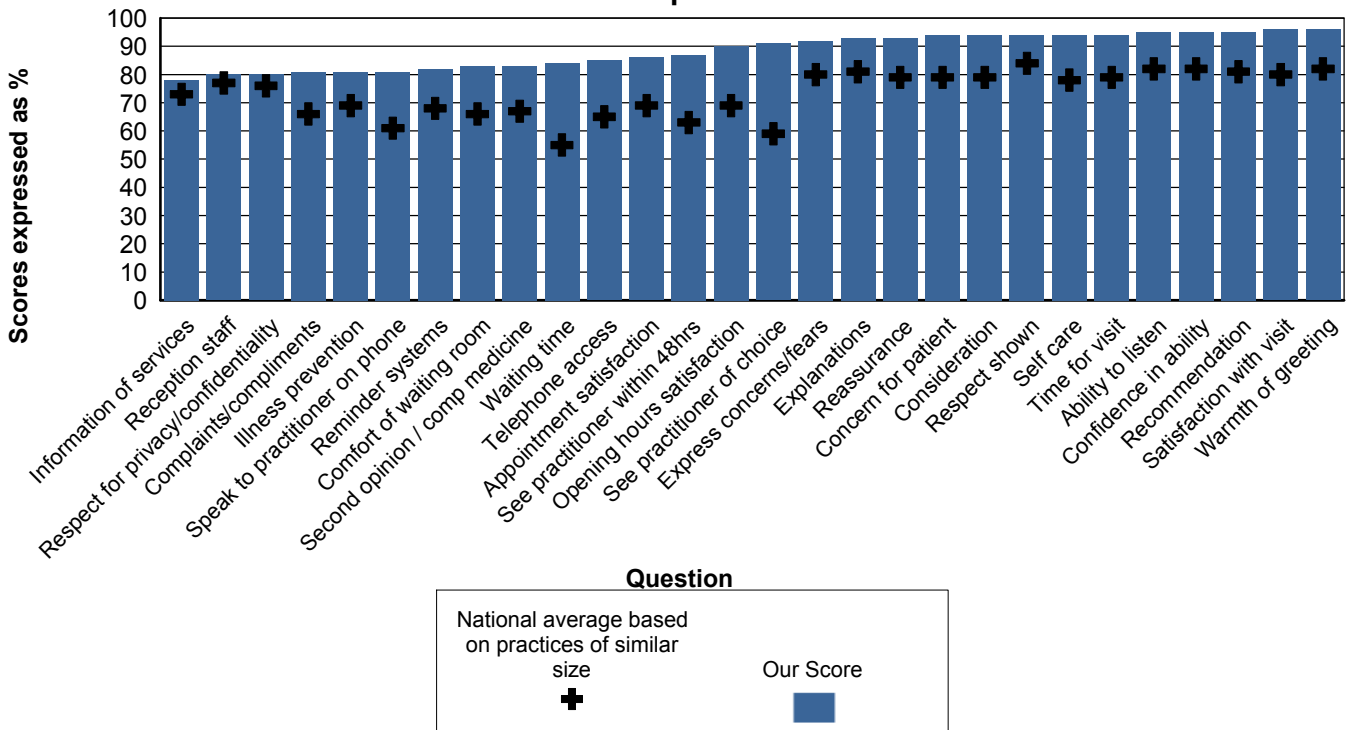 Scores expressed as %
100
90
80
70
60
50
40
30
20
10
0
Information of services
Reception staff
Respect for privacy/confidentiality
Complaints/compliments
Illness prevention
Speak to practitioner on phone
Reminder systems
Comfort of waiting room
Second opinion / comp medicine
Waiting time
Telephone access
Appointment satisfaction
See practitioner within 48hrs
Opening hours satisfaction
See practitioner of choice
Express concerns/fears
Explanations
Reassurance
Concern for patient
Consideration
Respect shown
Self care
Time for visit
Ability to listen
Confidence in ability
Recommendation
Satisfaction with visit
Warmth of greeting
Question
National average based
on practices of similar
size
Our Score